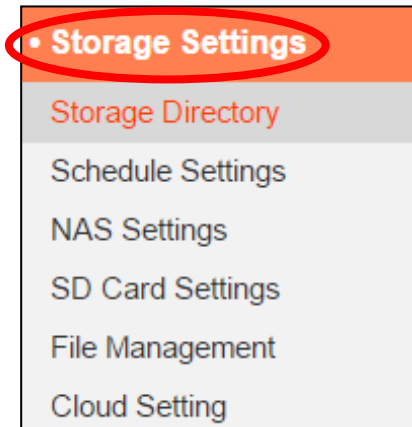 • Storage Settings
Storage Directory
Schedule Settings
NAS Settings
SD Card Settings
File Management
Cloud Setting